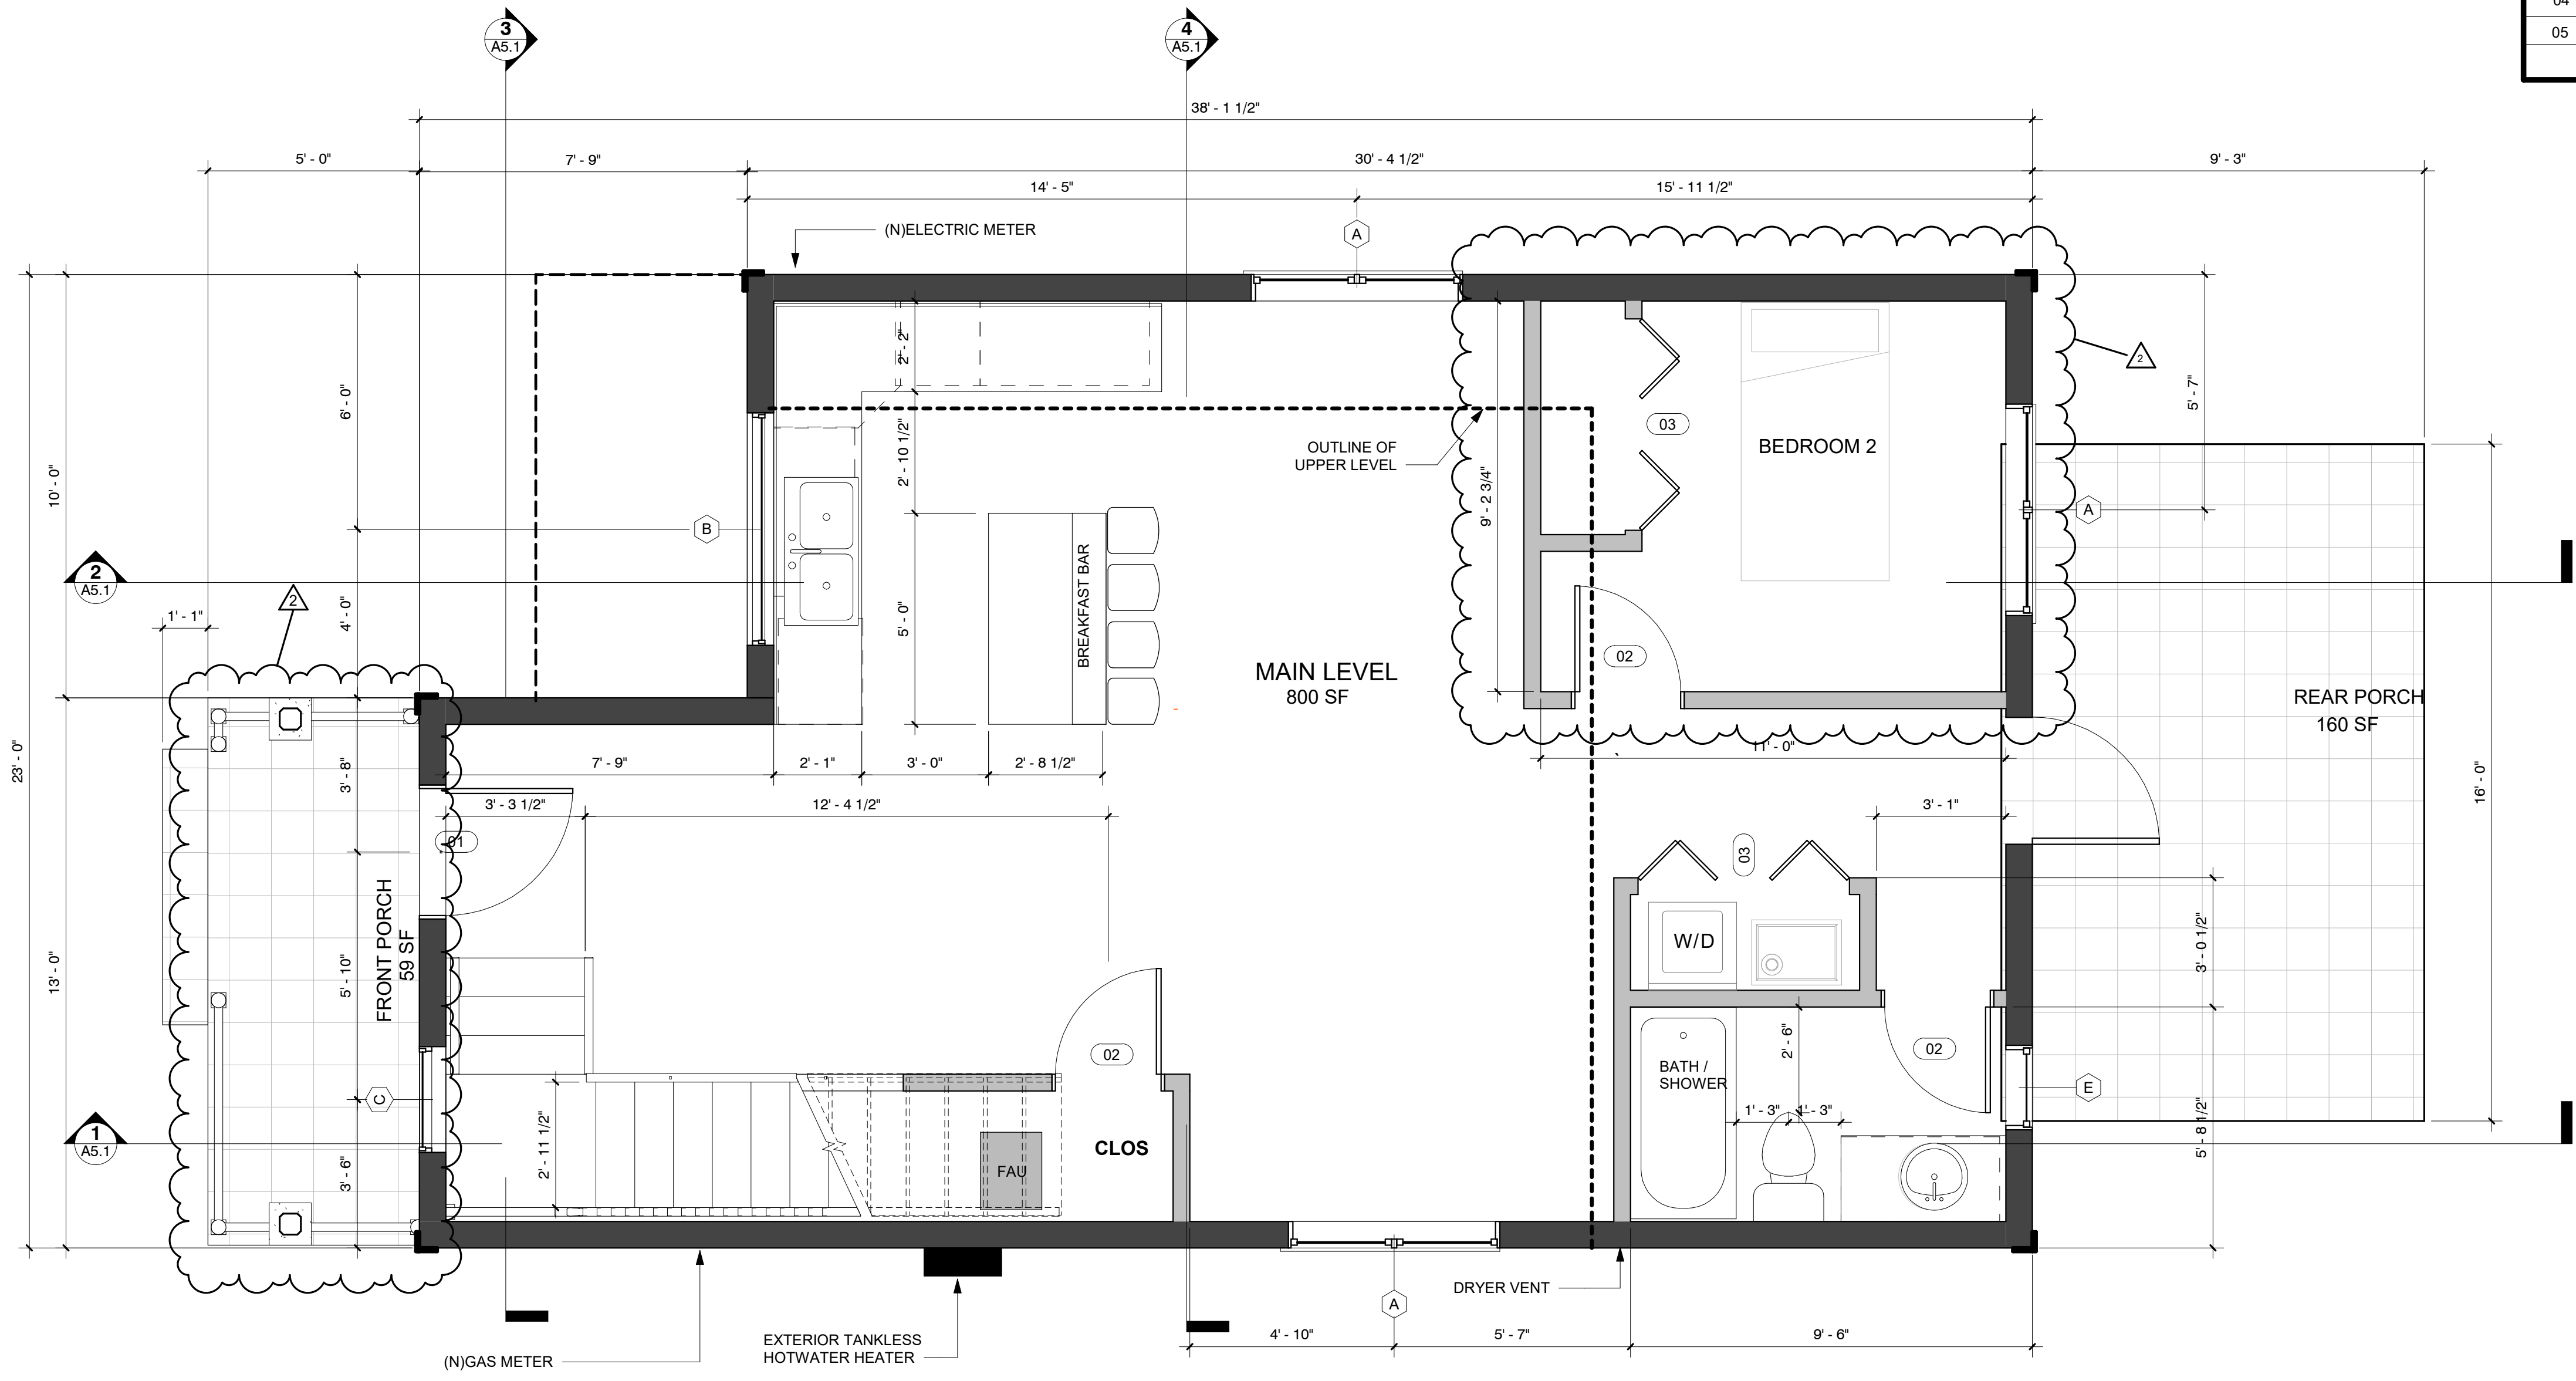 04
05
3
A5.1
4
A5.1
38' - 1 1/2"
5' - 0"
7' - 9"
30' - 4 1/2"
9' - 3"
14' - 5"
15' - 11 1/2"
(N)ELECTRIC METER
A
2
2' - 2"
6' - 0"
5' - 7"
03
OUTLINE OF
UPPER LEVEL
BEDROOM 2
2' - 10 1/2"
9' - 2 3/4"
10' - 0"
B
A
2
A5.1
2
1' - 1"
4' - 0"
5' - 0"
BREAKFAST BAR
02
MAIN LEVEL
800 SF
REAR PORCH
160 SF
11' - 0"
23' - 0"
3' - 8"
7' - 9"
2' - 1"
3' - 0"
2' - 8 1/2"
16' - 0"
3' - 3 1/2"
12' - 4 1/2"
3' - 1"
01
03
FRONT PORCH
59 SF
W/D
3' - 0 1/2"
13' - 0"
5' - 10"
02
2' - 6"
02
BATH /
SHOWER
E
C
1' - 3"
1' - 3"
1
A5.1
2' - 11 1/2"
CLOS
FAU
5' - 8 1/2"
3' - 6"
DRYER VENT
A
EXTERIOR TANKLESS
HOTWATER HEATER
(N)GAS METER
4' - 10"
5' - 7"
9' - 6"